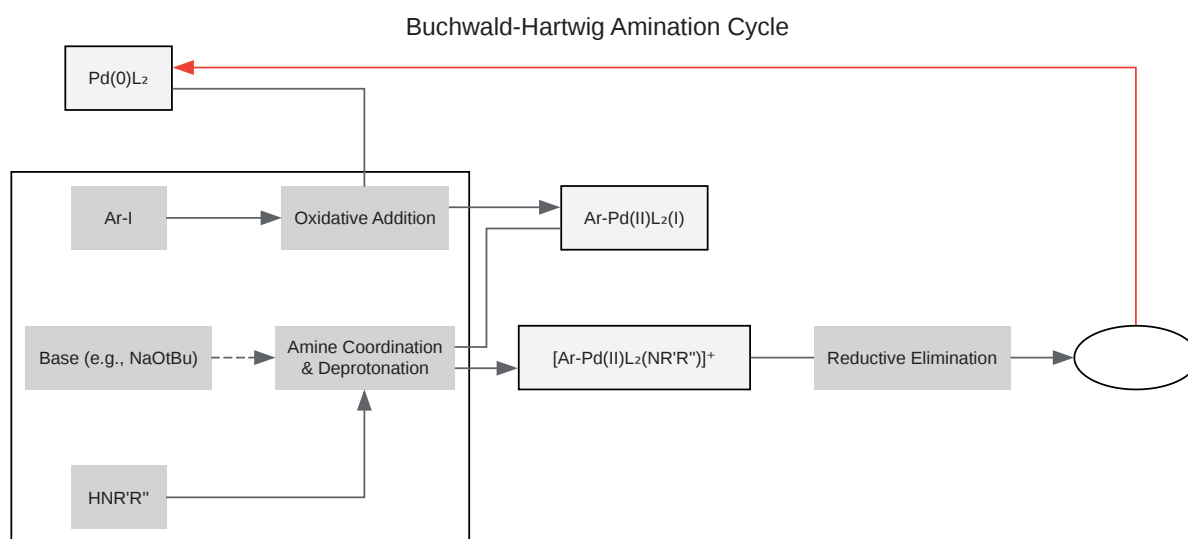 Buchwald-Hartwig Amination Cycle
Pd(0)L₂
Ar-I
Oxidative Addition
Ar-Pd(II)L₂(I)
Base (e.g., NaOtBu)
Amine Coordination
& Deprotonation
[Ar-Pd(II)L₂(NR'R'')]⁺
Reductive Elimination
HNR'R''